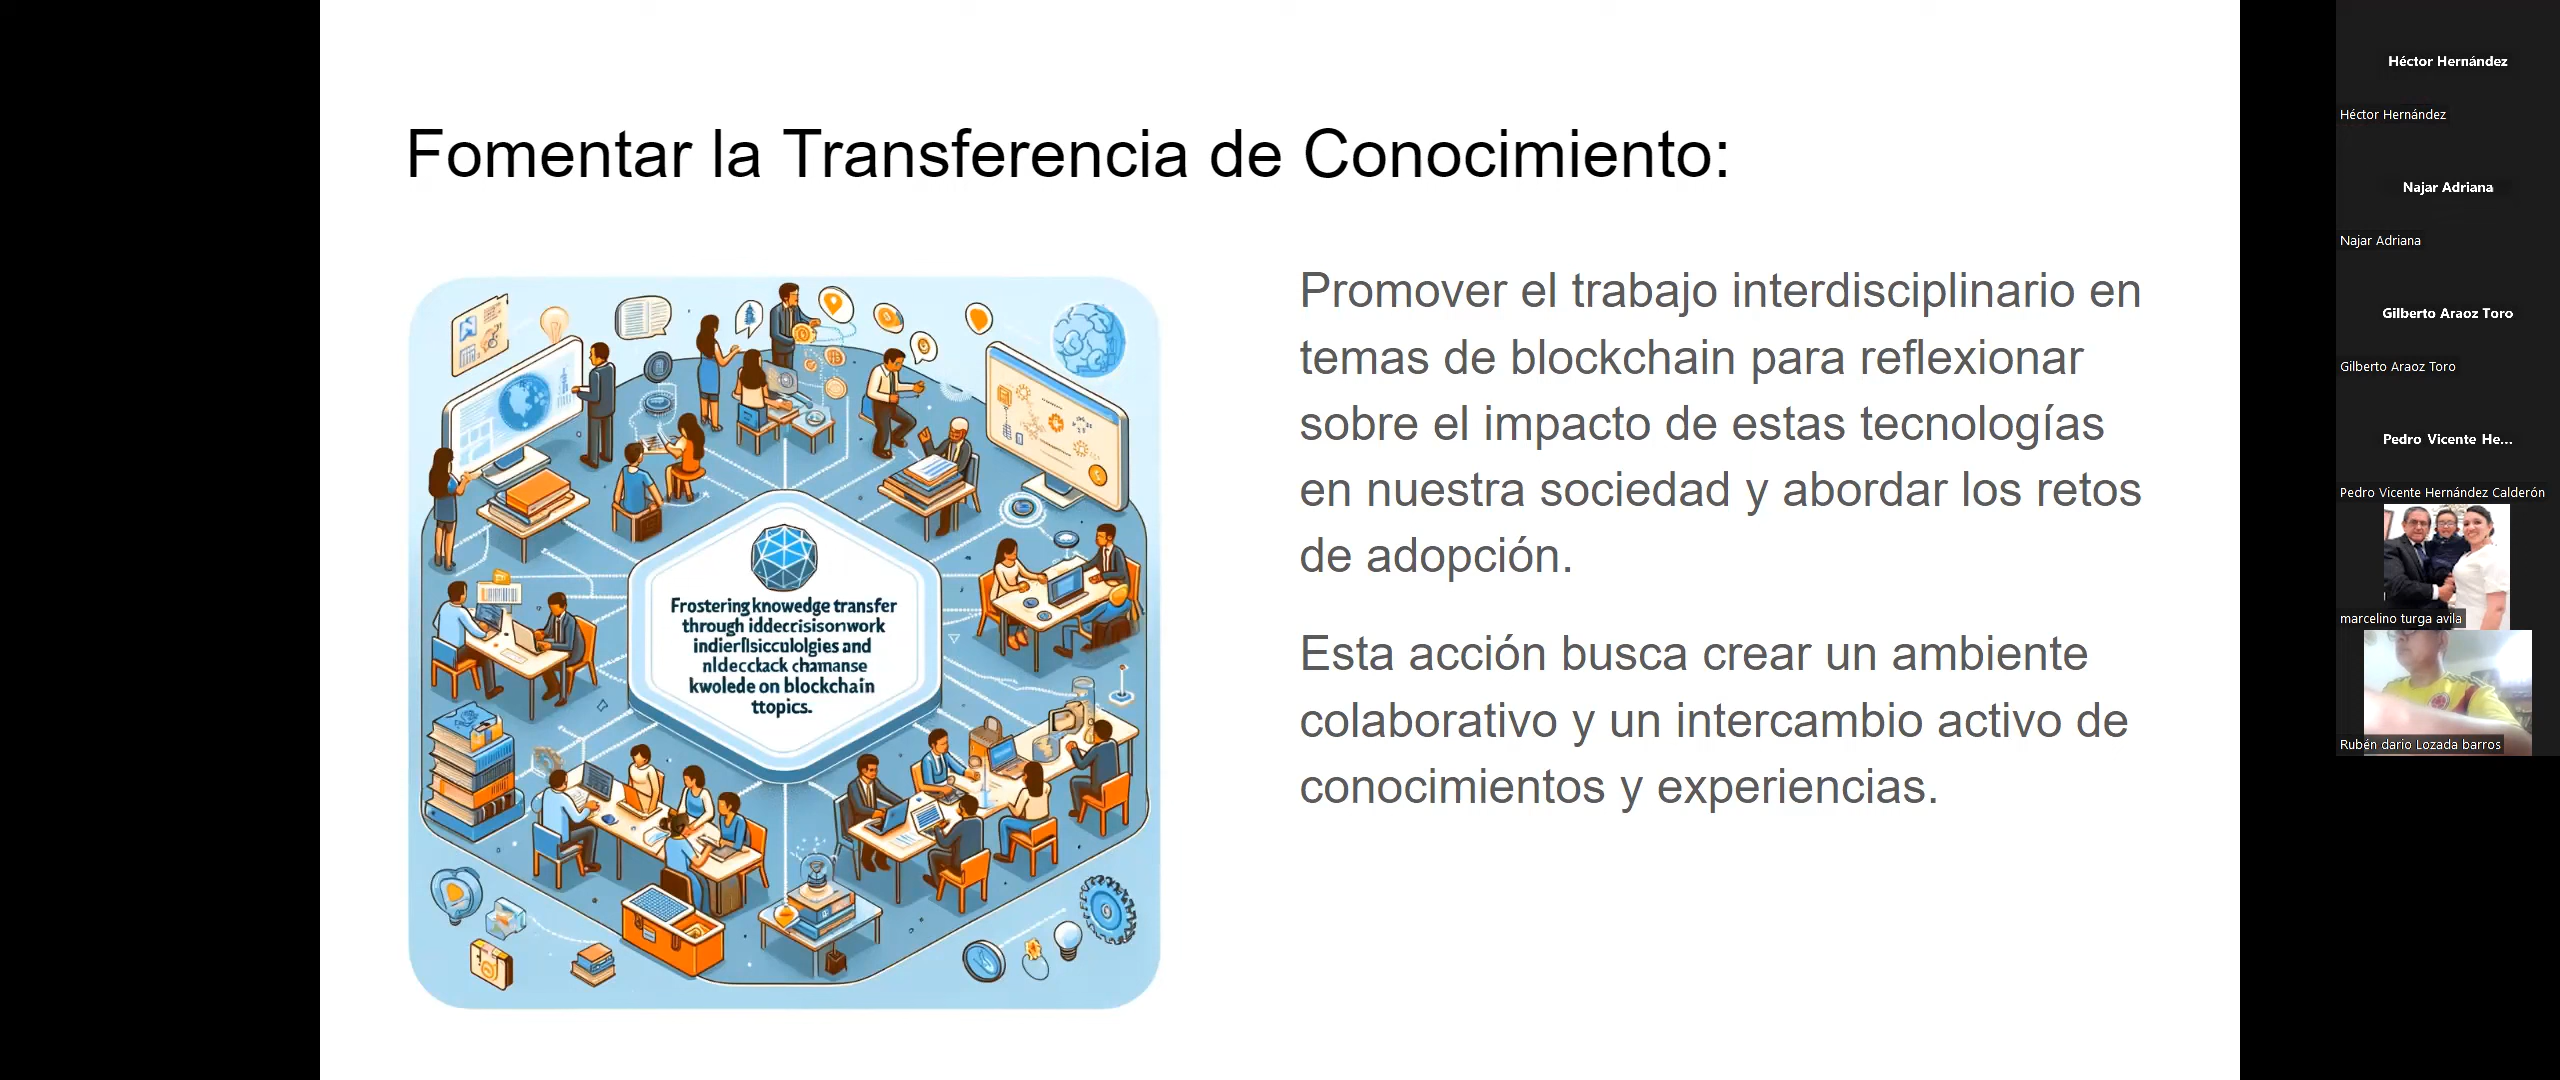 Fomentar la Transferencia de Conocimiento:
Frostering knowedge transfer
through iddecrisisonwork
indierflsicculolgies and
nldecckack chamanse
kwolede on blockchain
ttopics.
Promover el trabajo interdisciplinario en
temas de blockchain para reflexionar
sobre el impacto de estas tecnologías
en nuestra sociedad y abordar los retos
de adopción.
Esta acción busca crear un ambiente
colaborativo y un intercambio activo de
conocimientos y experiencias.
Héctor Hernández
Héctor Hernández
Najar Adriana
Najar Adriana
Gilberto Araoz Toro
Gilberto Araoz Toro
Pedro Vicente He...
Pedro Vicente Hernández Calderón
marcelino turga avila
Rubén dario Lozada barros